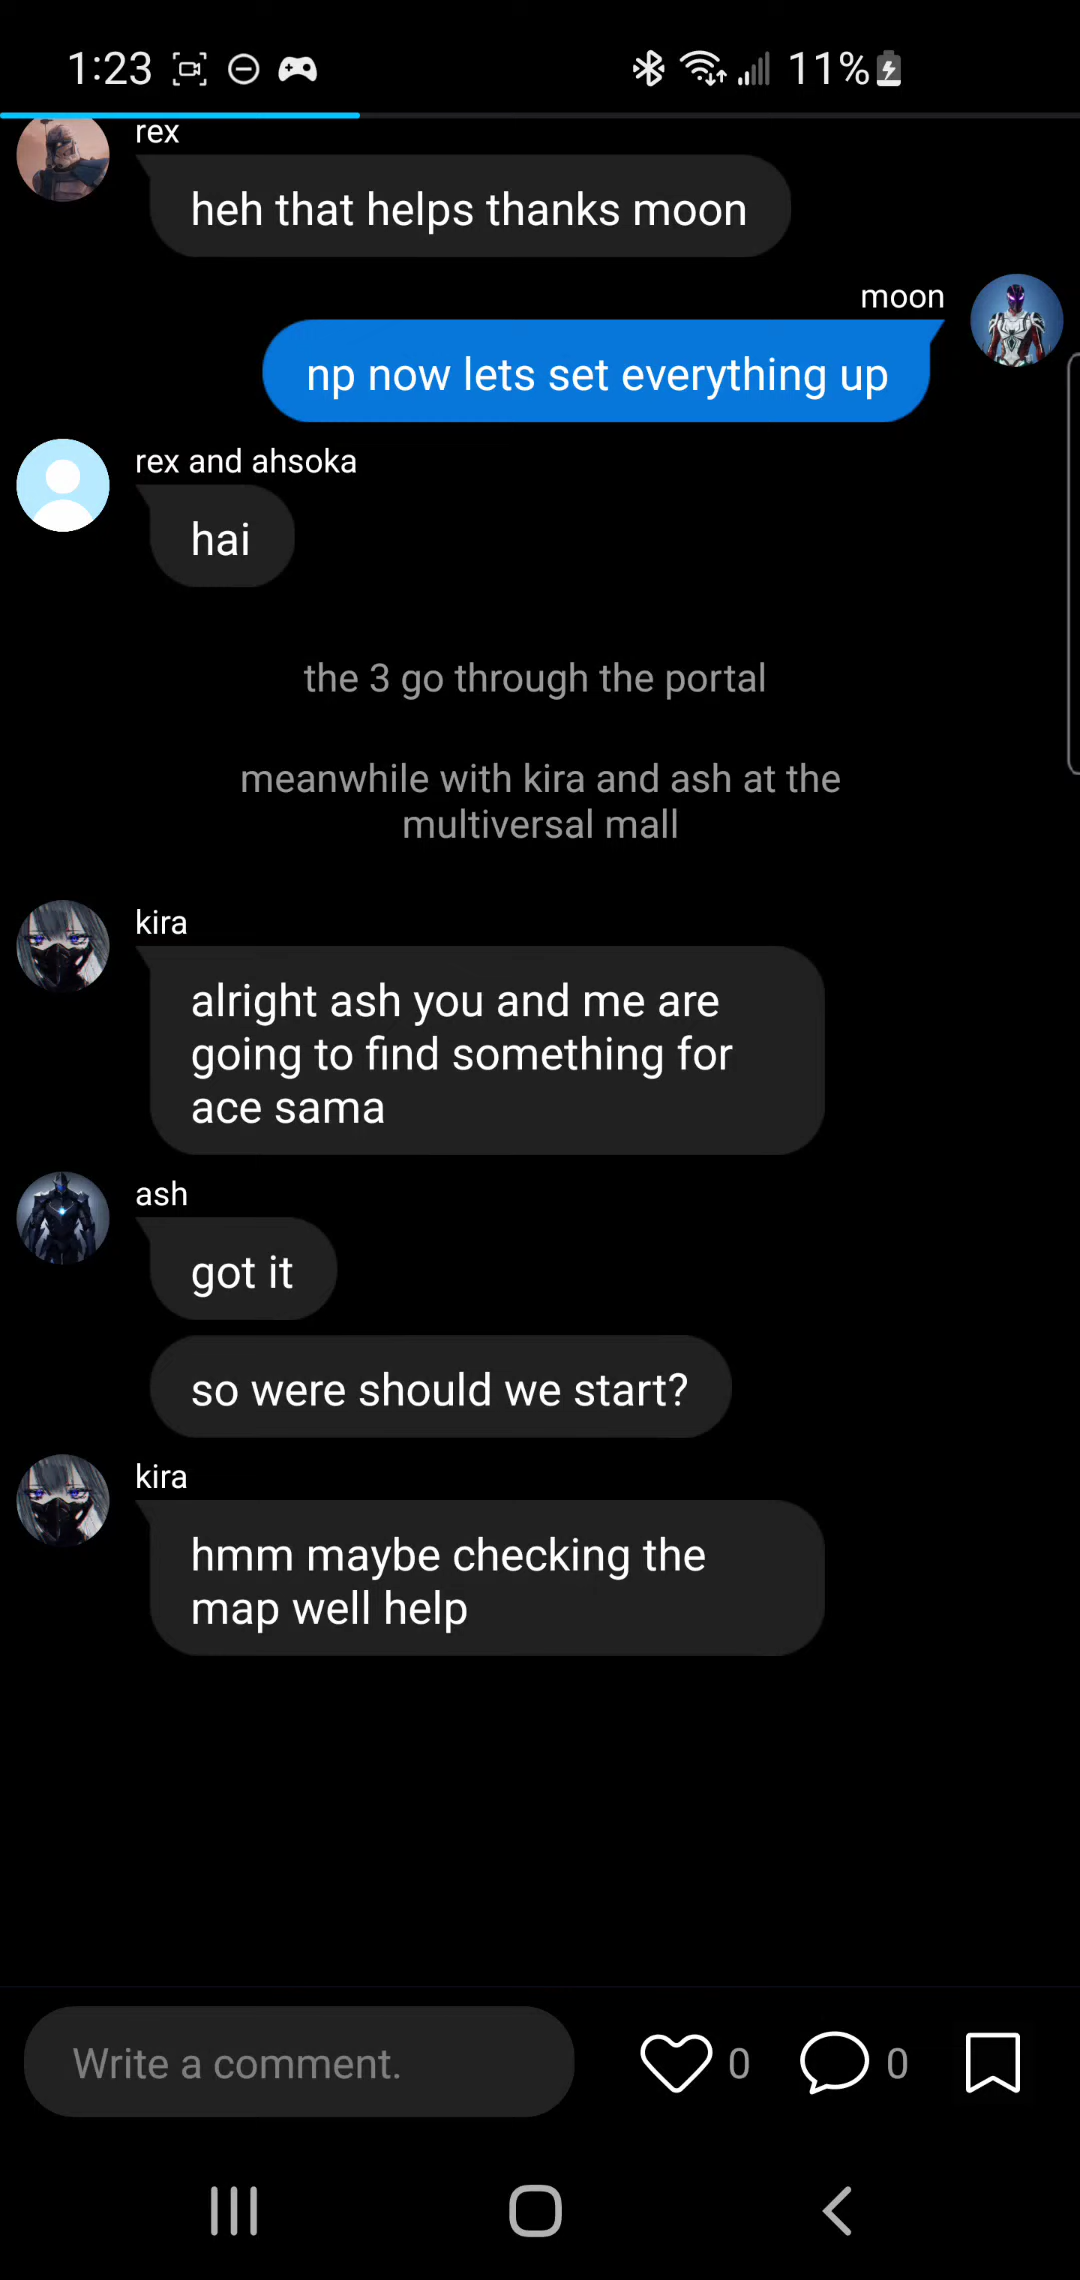 1:23
11%
rex
heh that helps thanks moon
moon
np now lets set everything up
rex and ahsoka
hai
the 3 go through the portal
meanwhile with kira and ash at the
multiversal mall
kira
alright ash you and me are
going to find something for
ace sama
ash
got it
so were should we start?
kira
hmm maybe checking the
map well help
Write a comment.
0
0